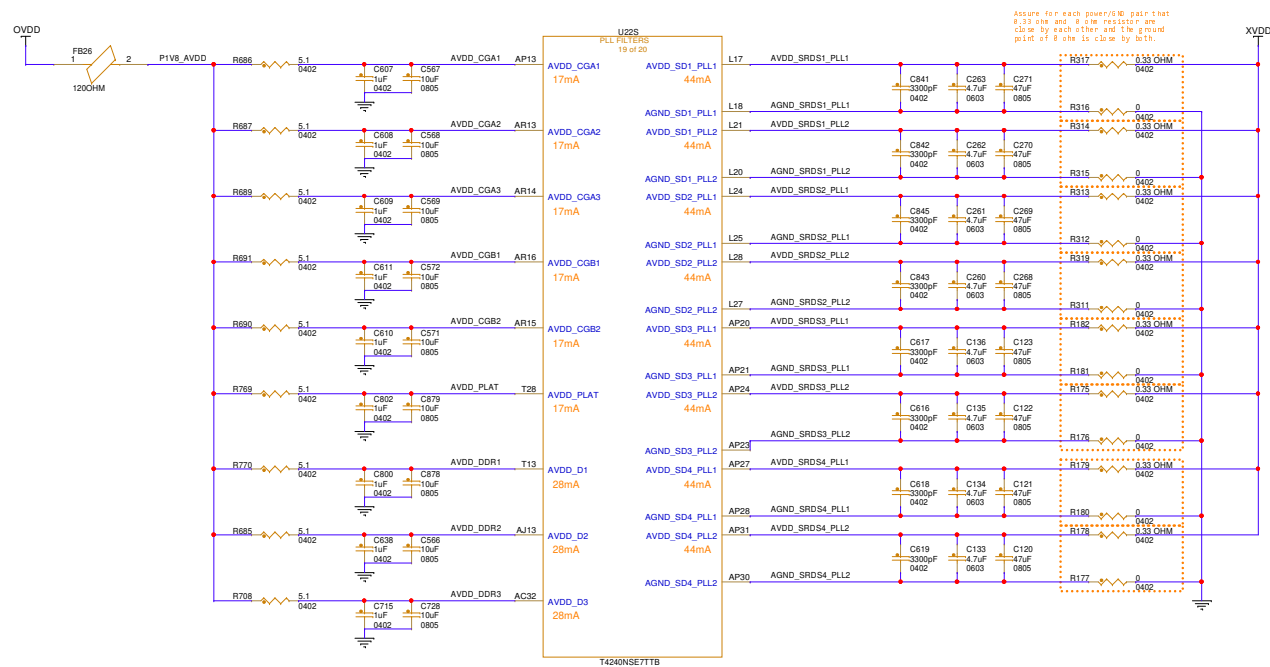 Assure for each power/GND pair that
0.33 ohm and 0 ohm resistor are
close by each other and the ground
point of 0 ohm is close by both.
OVDD
XVDD
FB26
1
2
120OHM
P1V8_AVDD
U22S
PLL FILTERS
19 of 20
R686
5.1
0402
C607
1uF
0402
C567
10uF
0805
AVDD_CGA1
AP13
AVDD_CGA1
17mA
R687
5.1
0402
C608
1uF
0402
C568
10uF
0805
AVDD_CGA2
AR13
AVDD_CGA2
17mA
R689
5.1
0402
C609
1uF
0402
C569
10uF
0805
AVDD_CGA3
AR14
AVDD_CGA3
17mA
R691
5.1
0402
C611
1uF
0402
C572
10uF
0805
AVDD_CGB1
AR16
AVDD_CGB1
17mA
R690
5.1
0402
C610
1uF
0402
C571
10uF
0805
AVDD_CGB2
AR15
AVDD_CGB2
17mA
R769
5.1
0402
C802
1uF
0402
C879
10uF
0805
AVDD_PLAT
T28
AVDD_PLAT
17mA
R770
5.1
0402
C800
1uF
0402
C878
10uF
0805
AVDD_DDR1
T13
AVDD_D1
28mA
R685
5.1
0402
C638
1uF
0402
C566
10uF
0805
AVDD_DDR2
AJ13
AVDD_D2
28mA
R708
5.1
0402
C715
1uF
0402
C728
10uF
0805
AVDD_DDR3
AC32
AVDD_D3
28mA
AVDD_SD1_PLL1
44mA
L17
AVDD_SRDS1_PLL1
C841
3300pF
0402
C263
4.7uF
0603
C271
47uF
0805
R317
0.33 OHM
0402
AGND_SD1_PLL1
L18
AGND_SRDS1_PLL1
R316
0
0402
AVDD_SD1_PLL2
44mA
L21
AVDD_SRDS1_PLL2
C842
3300pF
0402
C262
4.7uF
0603
C270
47uF
0805
R314
0.33 OHM
0402
AGND_SD1_PLL2
L20
AGND_SRDS1_PLL2
R315
0
0402
AVDD_SD2_PLL1
44mA
L24
AVDD_SRDS2_PLL1
C845
3300pF
0402
C261
4.7uF
0603
C269
47uF
0805
R313
0.33 OHM
0402
AGND_SD2_PLL1
L25
AGND_SRDS2_PLL1
R312
0
0402
AVDD_SD2_PLL2
44mA
L28
AVDD_SRDS2_PLL2
C843
3300pF
0402
C260
4.7uF
0603
C268
47uF
0805
R319
0.33 OHM
0402
AGND_SD2_PLL2
L27
AGND_SRDS2_PLL2
R311
0
0402
AVDD_SD3_PLL1
44mA
AP20
AVDD_SRDS3_PLL1
C617
3300pF
0402
C136
4.7uF
0603
C123
47uF
0805
R182
0.33 OHM
0402
AGND_SD3_PLL1
AP21
AGND_SRDS3_PLL1
R181
0
0402
AVDD_SD3_PLL2
44mA
AP24
AVDD_SRDS3_PLL2
C616
3300pF
0402
C135
4.7uF
0603
C122
47uF
0805
R175
0.33 OHM
0402
AGND_SD3_PLL2
AP23
AGND_SRDS3_PLL2
R176
0
0402
AVDD_SD4_PLL1
44mA
AP27
AVDD_SRDS4_PLL1
C618
3300pF
0402
C134
4.7uF
0603
C121
47uF
0805
R179
0.33 OHM
0402
AGND_SD4_PLL1
AP28
AGND_SRDS4_PLL1
R180
0
0402
AVDD_SD4_PLL2
44mA
AP31
AVDD_SRDS4_PLL2
C619
3300pF
0402
C133
4.7uF
0603
C120
47uF
0805
R178
0.33 OHM
0402
AGND_SD4_PLL2
AP30
AGND_SRDS4_PLL2
R177
0
0402
T4240NSE7TTB